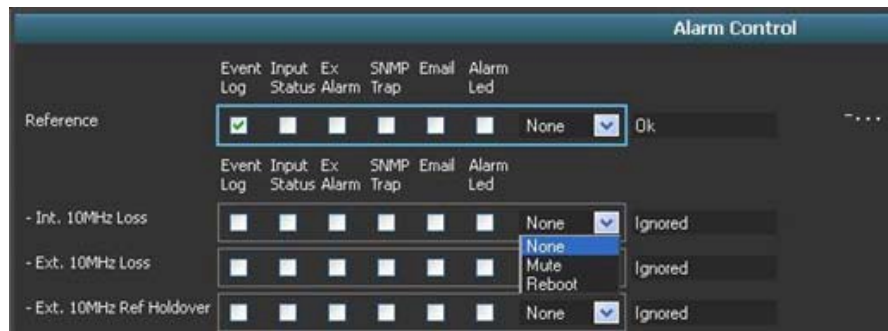 Alarm Control
Event Input Ex SNMP Email Alarm
Log Status Alarm Trap Led
Reference None Ok -...
Event Input Ex SNMP Email Alarm
Log Status Alarm Trap Led
- Int. 10MHz Loss None Ignored
None
- Ext. 10MHz Loss Mute Ignored
Reboot
- Ext. 10MHz Ref Holdover None Ignored